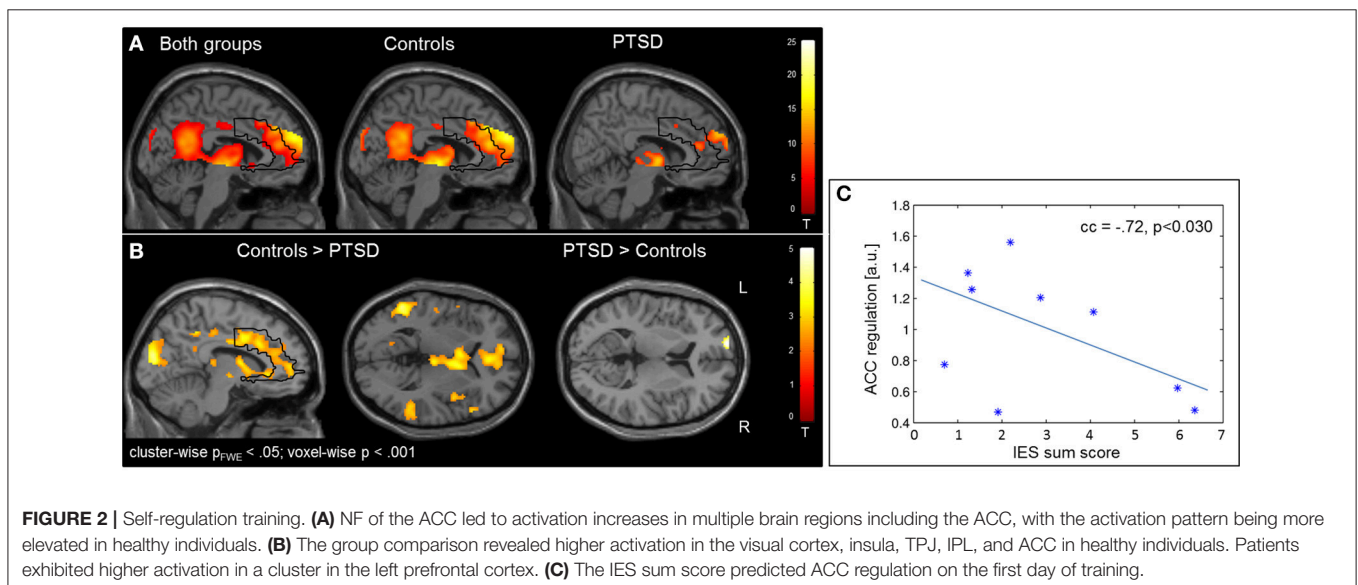 A
Both groups
Controls
PTSD
25
20
15
10
5
0
T
B
Controls > PTSD
PTSD > Controls
L
R
5
4
3
2
1
0
T
cluster-wise pFWE < .05; voxel-wise p < .001
C
cc = -.72, p<0.030
ACC regulation [a.u.]
1.8
1.6
1.4
1.2
1
0.8
0.6
0.4
0 1 2 3 4 5 6 7
IES sum score
FIGURE 2 | Self-regulation training. (A) NF of the ACC led to activation increases in multiple brain regions including the ACC, with the activation pattern being more
elevated in healthy individuals. (B) The group comparison revealed higher activation in the visual cortex, insula, TPJ, IPL, and ACC in healthy individuals. Patients
exhibited higher activation in a cluster in the left prefrontal cortex. (C) The IES sum score predicted ACC regulation on the first day of training.